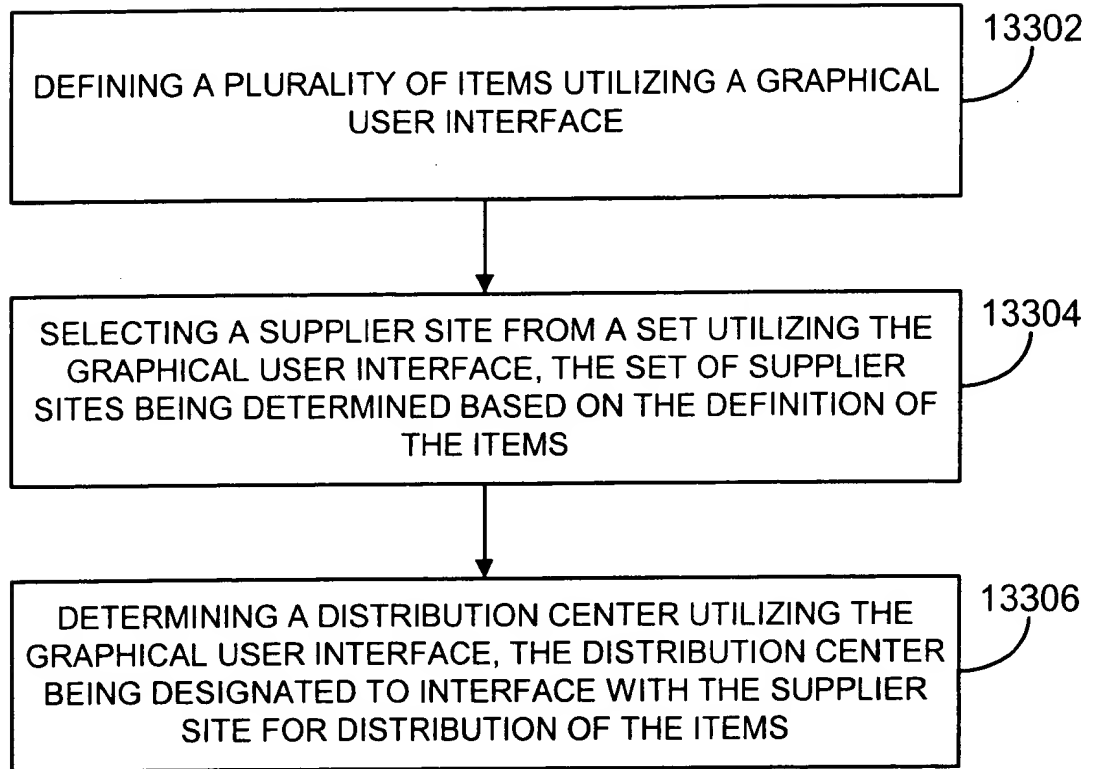 13302
DEFINING A PLURALITY OF ITEMS UTILIZING A GRAPHICAL
USER INTERFACE
13304
SELECTING A SUPPLIER SITE FROM A SET UTILIZING THE
GRAPHICAL USER INTERFACE, THE SET OF SUPPLIER
SITES BEING DETERMINED BASED ON THE DEFINITION OF
THE ITEMS
13306
DETERMINING A DISTRIBUTION CENTER UTILIZING THE
GRAPHICAL USER INTERFACE, THE DISTRIBUTION CENTER
BEING DESIGNATED TO INTERFACE WITH THE SUPPLIER
SITE FOR DISTRIBUTION OF THE ITEMS